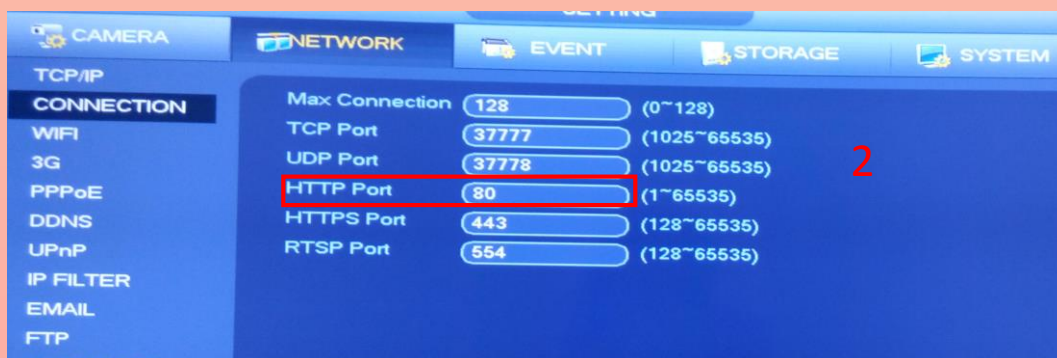 SETTING
CAMERA
NETWORK
EVENT
STORAGE
SYSTEM
TCP/IP
CONNECTION
WIFI
3G
PPPoE
DDNS
UPnP
IP FILTER
EMAIL
FTP
Max Connection 128 (0~128)
TCP Port 37777 (1025~65535)
UDP Port 37778 (1025~65535)
HTTP Port 80 (1~65535)
HTTPS Port 443 (128~65535)
RTSP Port 554 (128~65535)
2